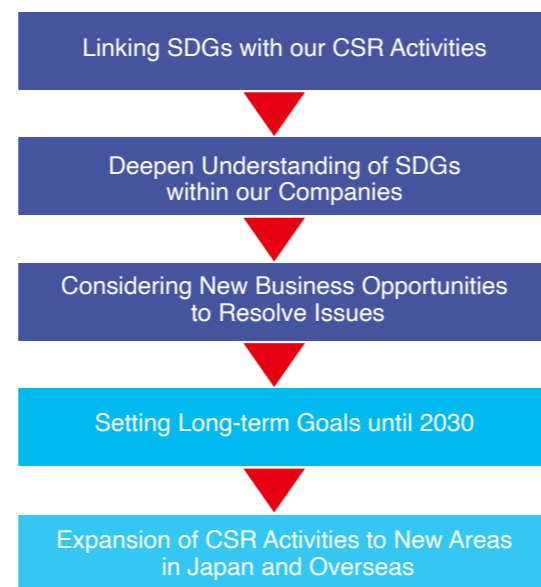 Linking SDGs with our CSR Activities
Deepen Understanding of SDGs
within our Companies
Considering New Business Opportunities
to Resolve Issues
Setting Long-term Goals until 2030
Expansion of CSR Activities to New Areas
in Japan and Overseas